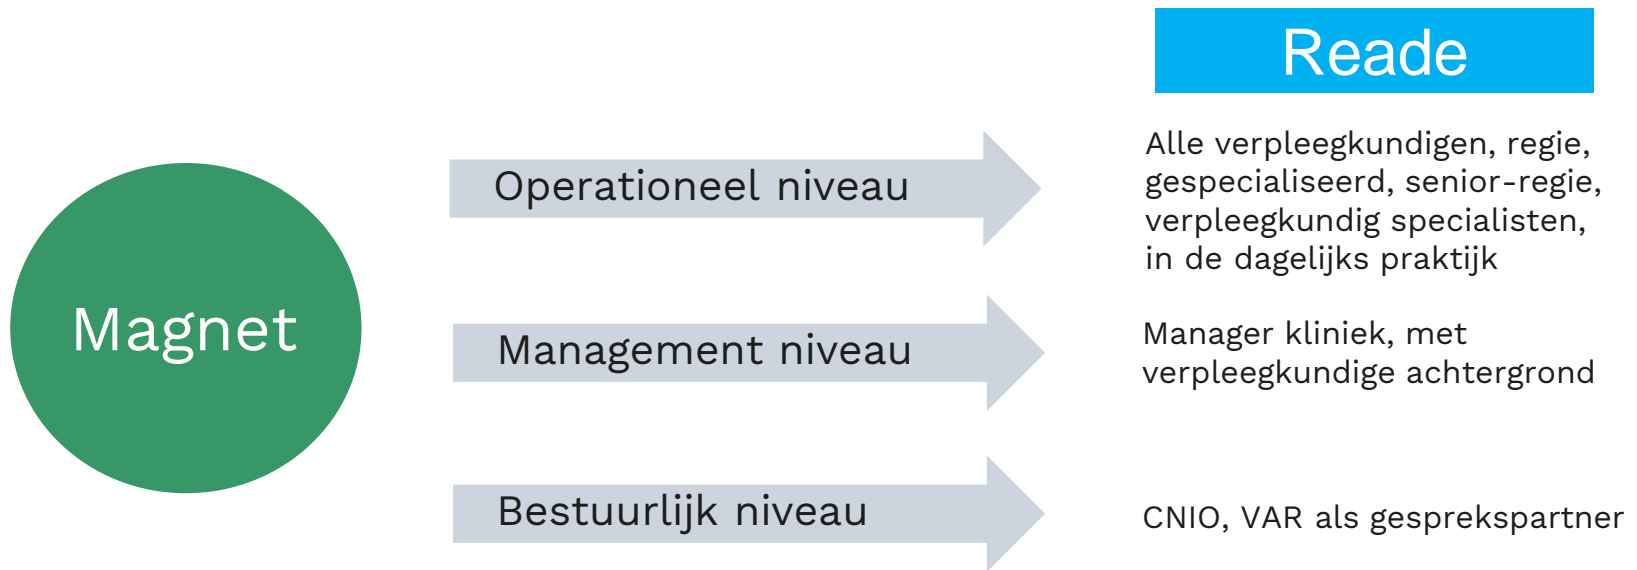 Reade
Magnet
Operationeel niveau
Alle verpleegkundigen, regie,
gespecialiseerd, senior-regie,
verpleegkundig specialisten,
in de dagelijks praktijk
Management niveau
Manager kliniek, met
verpleegkundige achtergrond
Bestuurlijk niveau
CNIO, VAR als gesprekspartner